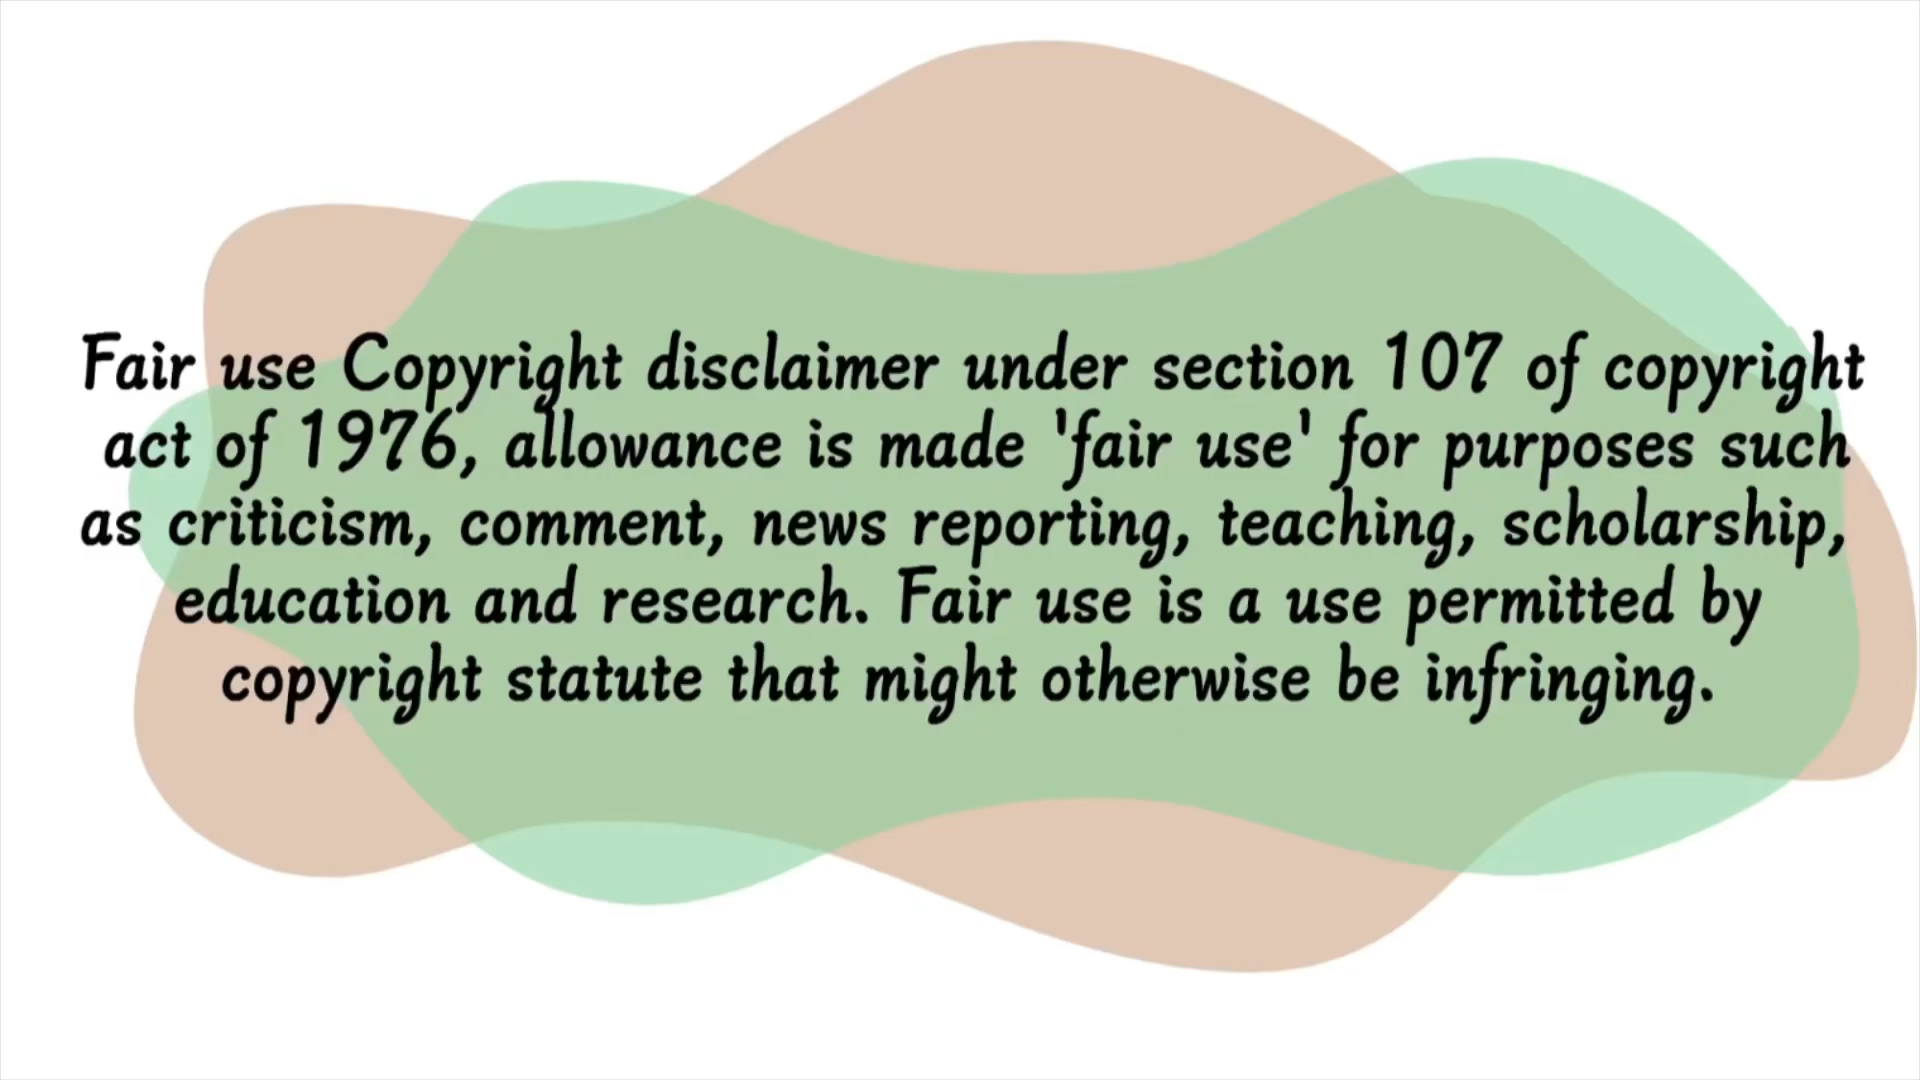 Fair use Copyright disclaimer under section 107 of copyright
act of 1976, allowance is made 'fair use' for purposes such
as criticism, comment, news reporting, teaching, scholarship,
education and research. Fair use is a use permitted by
copyright statute that might otherwise be infringing.